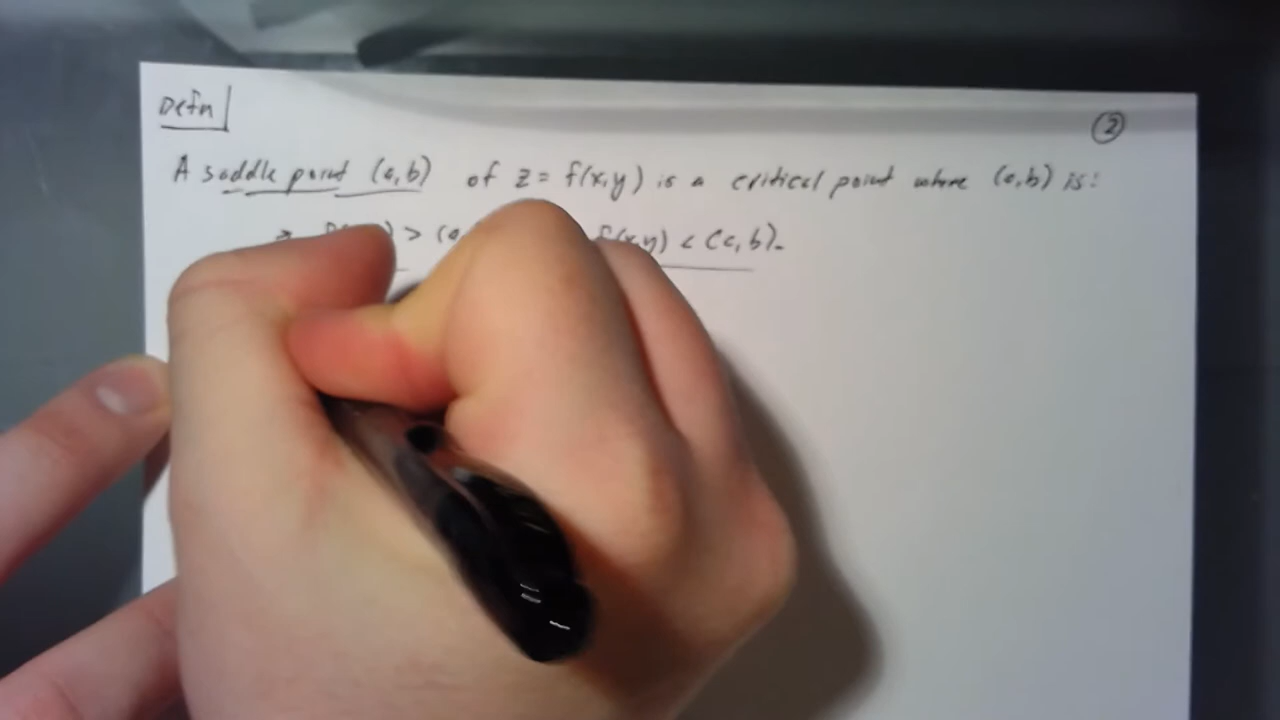 Defn
②
A saddle point (a,b) of z = f(x,y) is a critical point where (a,b) is:
→ ) > (a f(x,y) < (c,b).